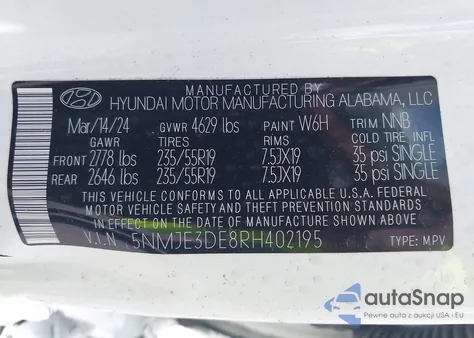 MANUFACTURED BY
HYUNDAI MOTOR MANUFACTURING ALABAMA, LLC
Mar/14/24 GVWR 4629 lbs PAINT W6H TRIM NNB
GAWR TIRES RIMS COLD TIRE INFL
FRONT 2778 lbs 235/55R19 7.5JX19 35 psi SINGLE
REAR 2646 lbs 235/55R19 7.5JX19 35 psi SINGLE
THIS VEHICLE CONFORMS TO ALL APPLICABLE U.S.A. FEDERAL
MOTOR VEHICLE SAFETY AND THEFT PREVENTION STANDARDS
IN EFFECT ON THE DATE OF MANUFACTURE SHOWN ABOVE
V.I.N. 5NMJE3DE8RH402195 TYPE: MPV
autoSnap
Pewne auta z aukcji USA i EU